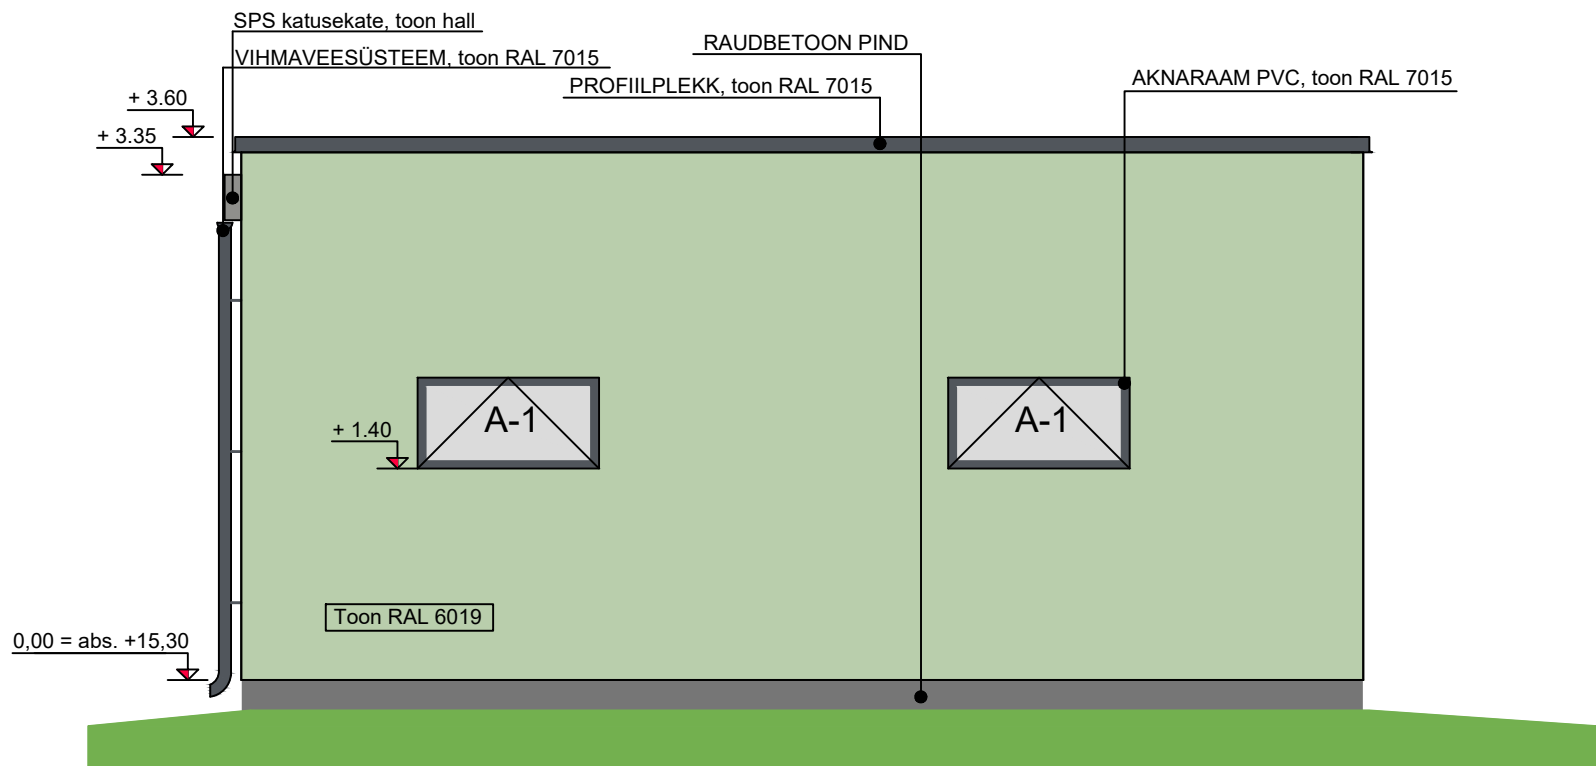 SPS katusekate, toon hall
VIHMAVEESÜSTEEM, toon RAL 7015
RAUDBETOON PIND
PROFIILPLEKK, toon RAL 7015
AKNARAAM PVC, toon RAL 7015
+ 3.60
+ 3.35
A-1
A-1
+ 1.40
Toon RAL 6019
0,00 = abs. +15,30